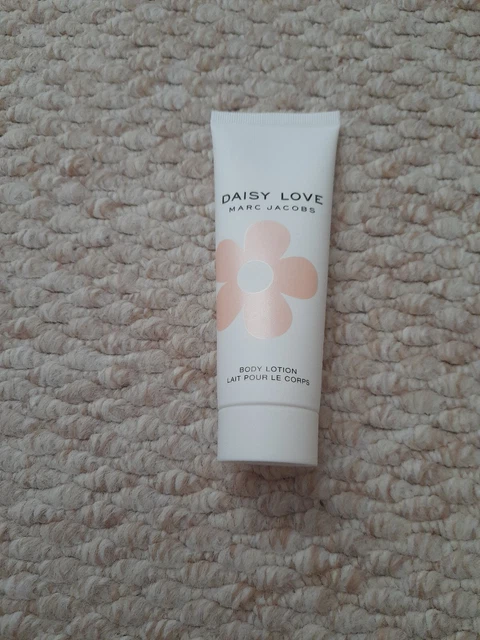 DAISY LOVE
MARC JACOBS
BODY LOTION
LAIT POUR LE CORPS